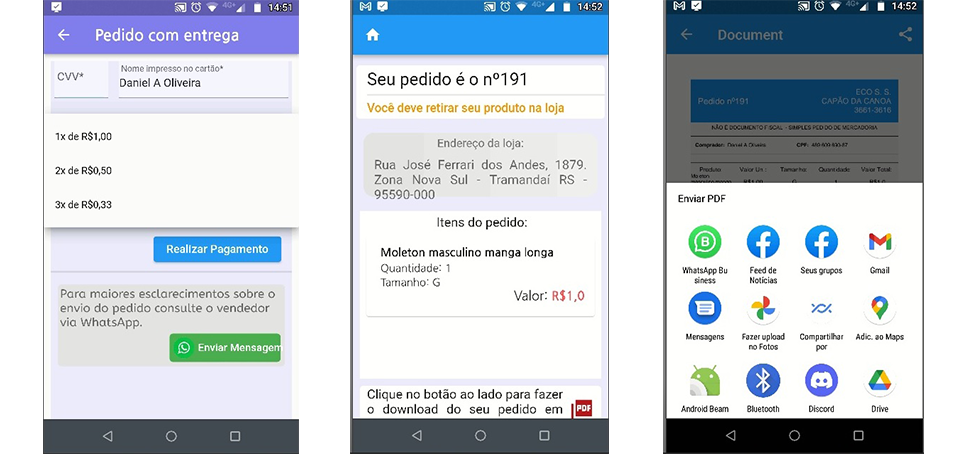 4G+
14:51
Pedido com entrega
CVV*
Nome impresso no cartão*
Daniel A Oliveira
1x de R$1,00
2x de R$0,50
3x de R$0,33
Realizar Pagamento
Para maiores esclarecimentos sobre o
envio do pedido consulte o vendedor
via WhatsApp.
Enviar Mensagem
4G+
14:52
Seu pedido é o nº191
Você deve retirar seu produto na loja
Endereço da loja:
Rua José Ferrari dos Andes, 1879.
Zona Nova Sul - Tramandaí RS -
95590-000
Itens do pedido:
Moleton masculino manga longa
Quantidade: 1
Tamanho: G
Valor: R$1,0
Clique no botão ao lado para fazer
o download do seu pedido em
PDF
4G+
14:52
Document
Pedido nº191
ECO S. S.
CAPÃO DA CANOA
3661-3616
NÃO É DOCUMENTO FISCAL - SIMPLES PEDIDO DE MERCADORIA
Comprador: Daniel A Oliveira
CPF:
Produto Valor Un.: Tamanho Quantidade Valor Total
Moleton
Enviar PDF
WhatsApp Bu
siness
Feed de
Notícias
Seus grupos
Gmail
Mensagens
Fazer upload
no Fotos
Compartilhar
por
Adic. ao Maps
Android Beam
Bluetooth
Discord
Drive